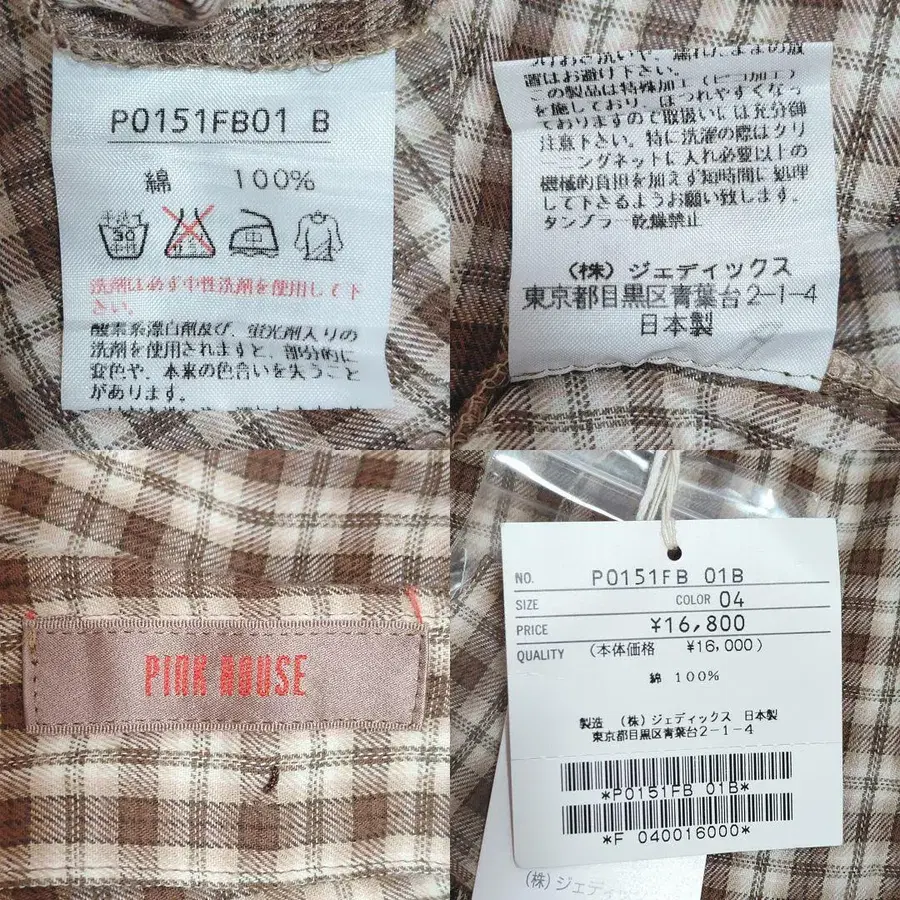 P0151FB01 B
綿 100%
30
中性
中
洗剤は必ず中性洗剤を使用して下
さい。
酸素系漂白剤及び、蛍光剤入りの
洗剤を使用されますと、部分的に
変色や、本来の色合いを失うこと
があります。
置はお避け下さい。
この製品は特殊加工(ピコ加工)
を施しており、ほつれやすくなっ
ておりますので取扱いには充分御
注意下さい。特に洗濯の際はクリ
ーニングネットに入れ必要以上の
機械的負担を加えず短時間に処理
して下さるようお願い致します。
タンブラー乾燥禁止
(株)ジェディックス
東京都目黒区青葉台2-1-4
日本製
PINK HOUSE
NO. P0151FB 01B
SIZE COLOR 04
PRICE ¥16,800
QUALITY (本体価格 ¥16,000)
綿 100%
製造 (株)ジェディックス 日本製
東京都目黒区青葉台2-1-4
*P0151FB 01B*
*F 040016000*
(株)ジェディ